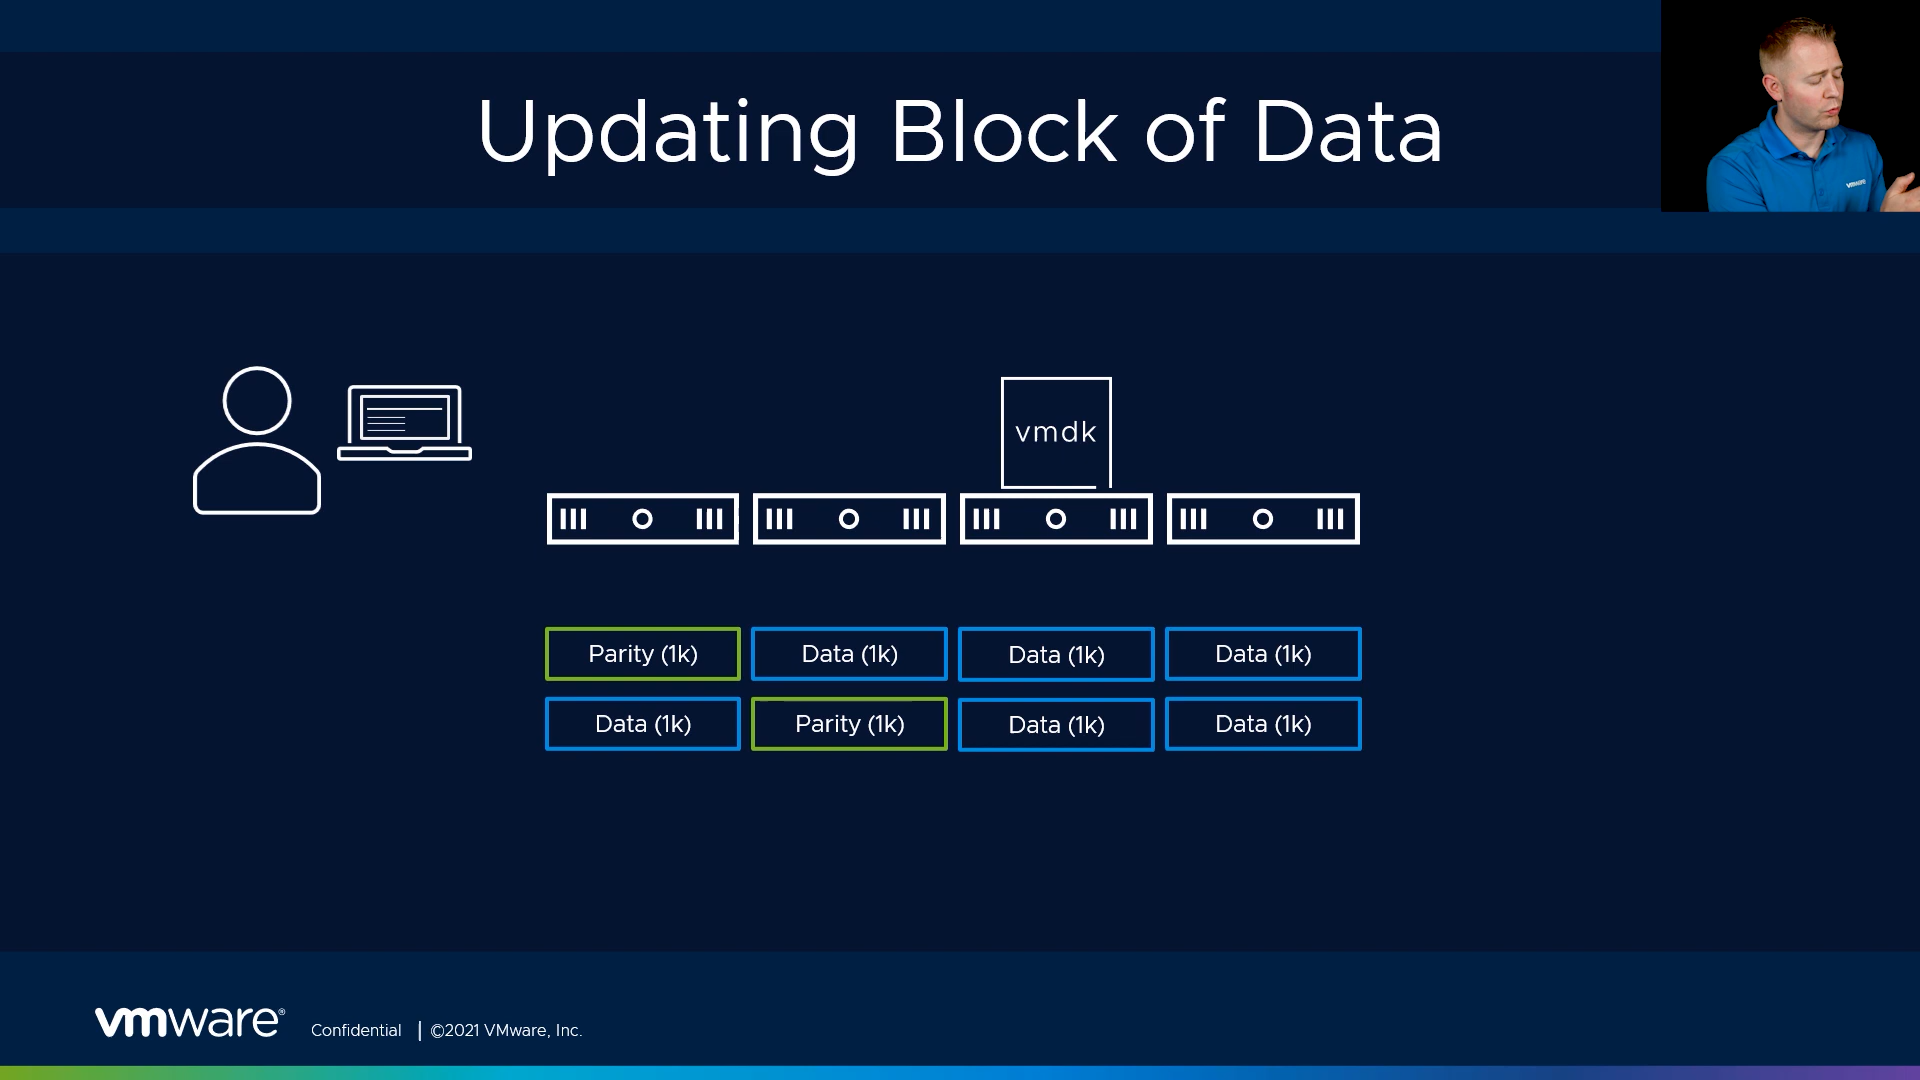 Updating Block of Data
vmware
vmdk
Parity (1k) Data (1k) Data (1k) Data (1k)
Data (1k) Parity (1k) Data (1k) Data (1k)
vmware® Confidential | ©2021 VMware, Inc.